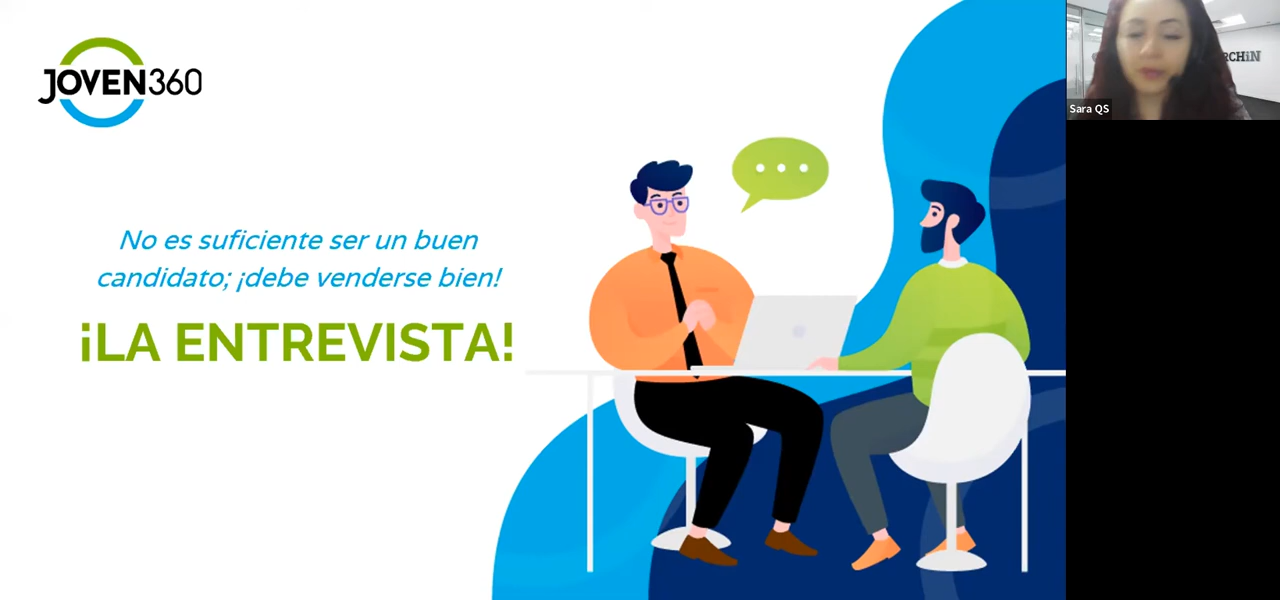 JOVEN360
No es suficiente ser un buen
candidato; ¡debe venderse bien!
¡LA ENTREVISTA!
Sara QS